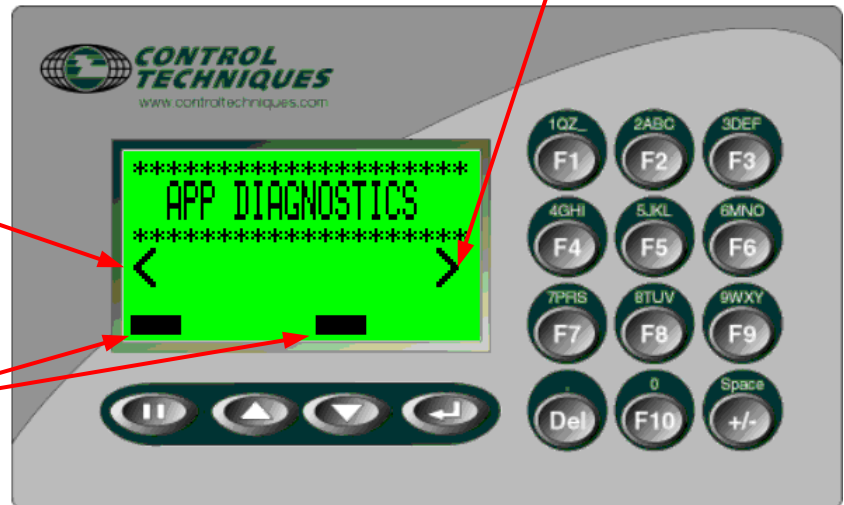 CONTROL
TECHNIQUES
www.controltechniques.com
**********************
APP DIAGNOSTICS
**********************
< >
1QZ_ 2ABC 3DEF
F1 F2 F3
4GHI 5JKL 6MNO
F4 F5 F6
7PRS 8TUV 9WXY
F7 F8 F9
. 0 Space
Del F10 +/-